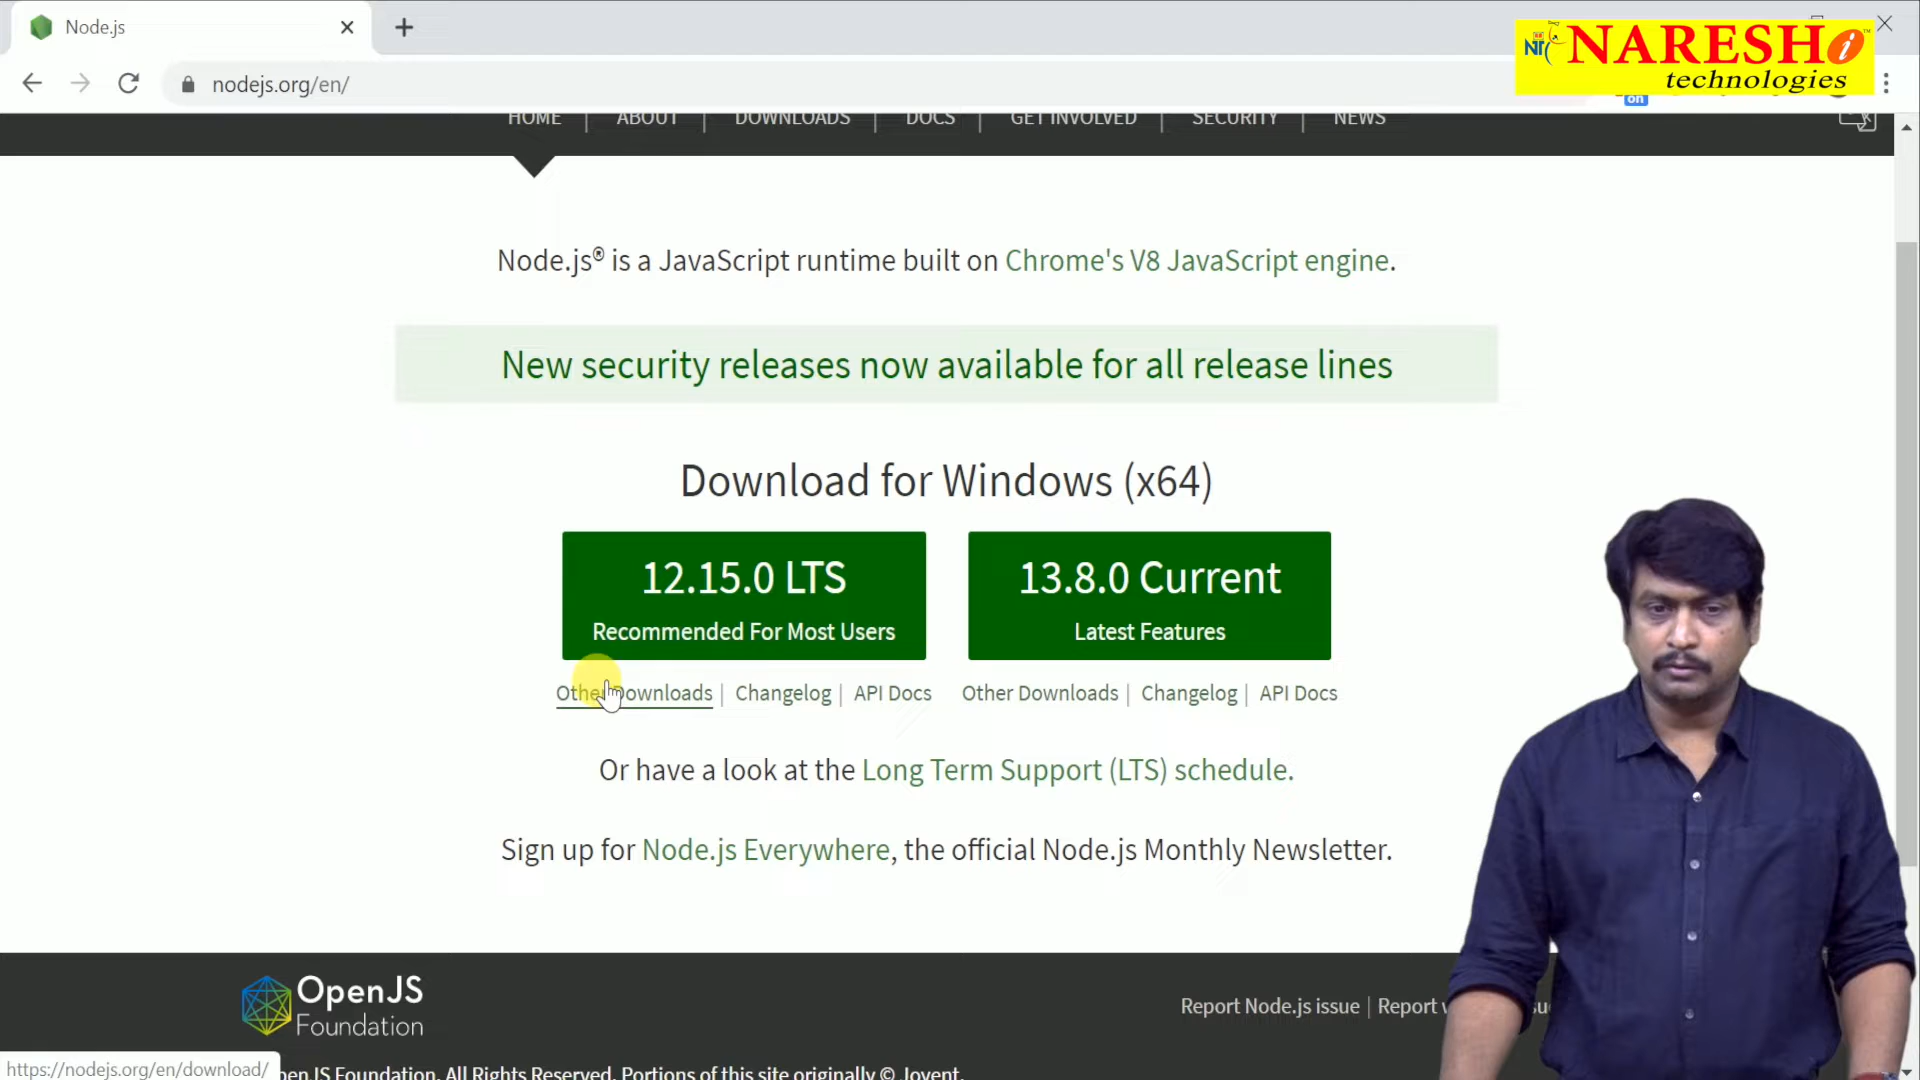 Node.js
NARESH i
technologies
nodejs.org/en/
on
HOME | ABOUT | DOWNLOADS | DOCS | GET INVOLVED | SECURITY | NEWS
Node.js® is a JavaScript runtime built on Chrome's V8 JavaScript engine.
New security releases now available for all release lines
Download for Windows (x64)
12.15.0 LTS
Recommended For Most Users
13.8.0 Current
Latest Features
Other Downloads | Changelog | API Docs
Other Downloads | Changelog | API Docs
Or have a look at the Long Term Support (LTS) schedule.
Sign up for Node.js Everywhere, the official Node.js Monthly Newsletter.
OpenJS
Foundation
Report Node.js issue | Report
https://nodejs.org/en/download/
JS Foundation. All Rights Reserved. Portions of this site originally © Joyent.